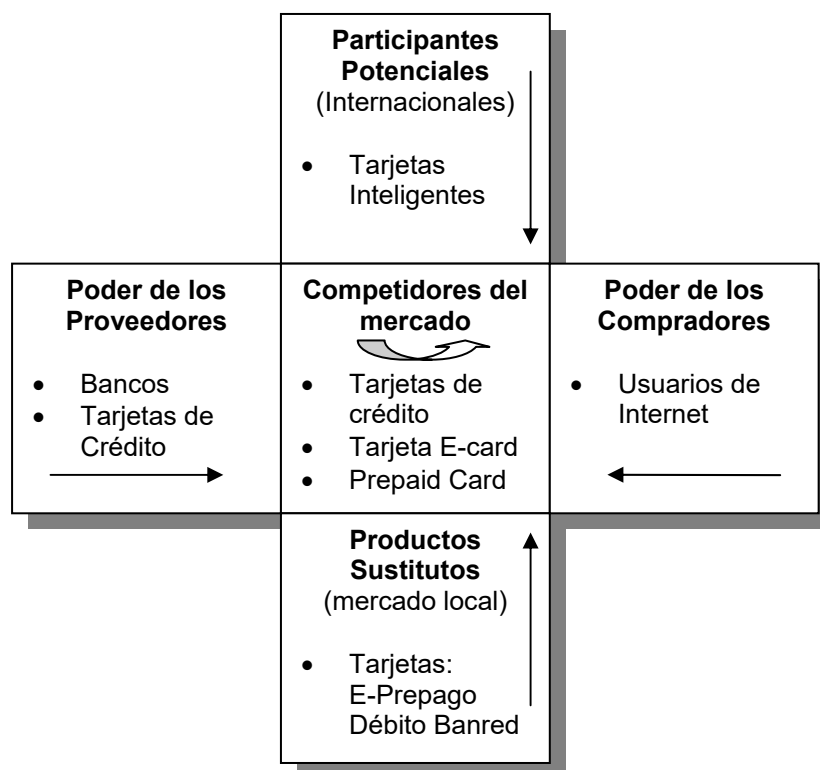 Participantes
Potenciales
(Internacionales)
• Tarjetas
Inteligentes
Poder de los
Proveedores
• Bancos
• Tarjetas de
Crédito
Competidores del
mercado
• Tarjetas de
crédito
• Tarjeta E-card
• Prepaid Card
Poder de los
Compradores
• Usuarios de
Internet
Productos
Sustitutos
(mercado local)
• Tarjetas:
E-Prepago
Débito Banred